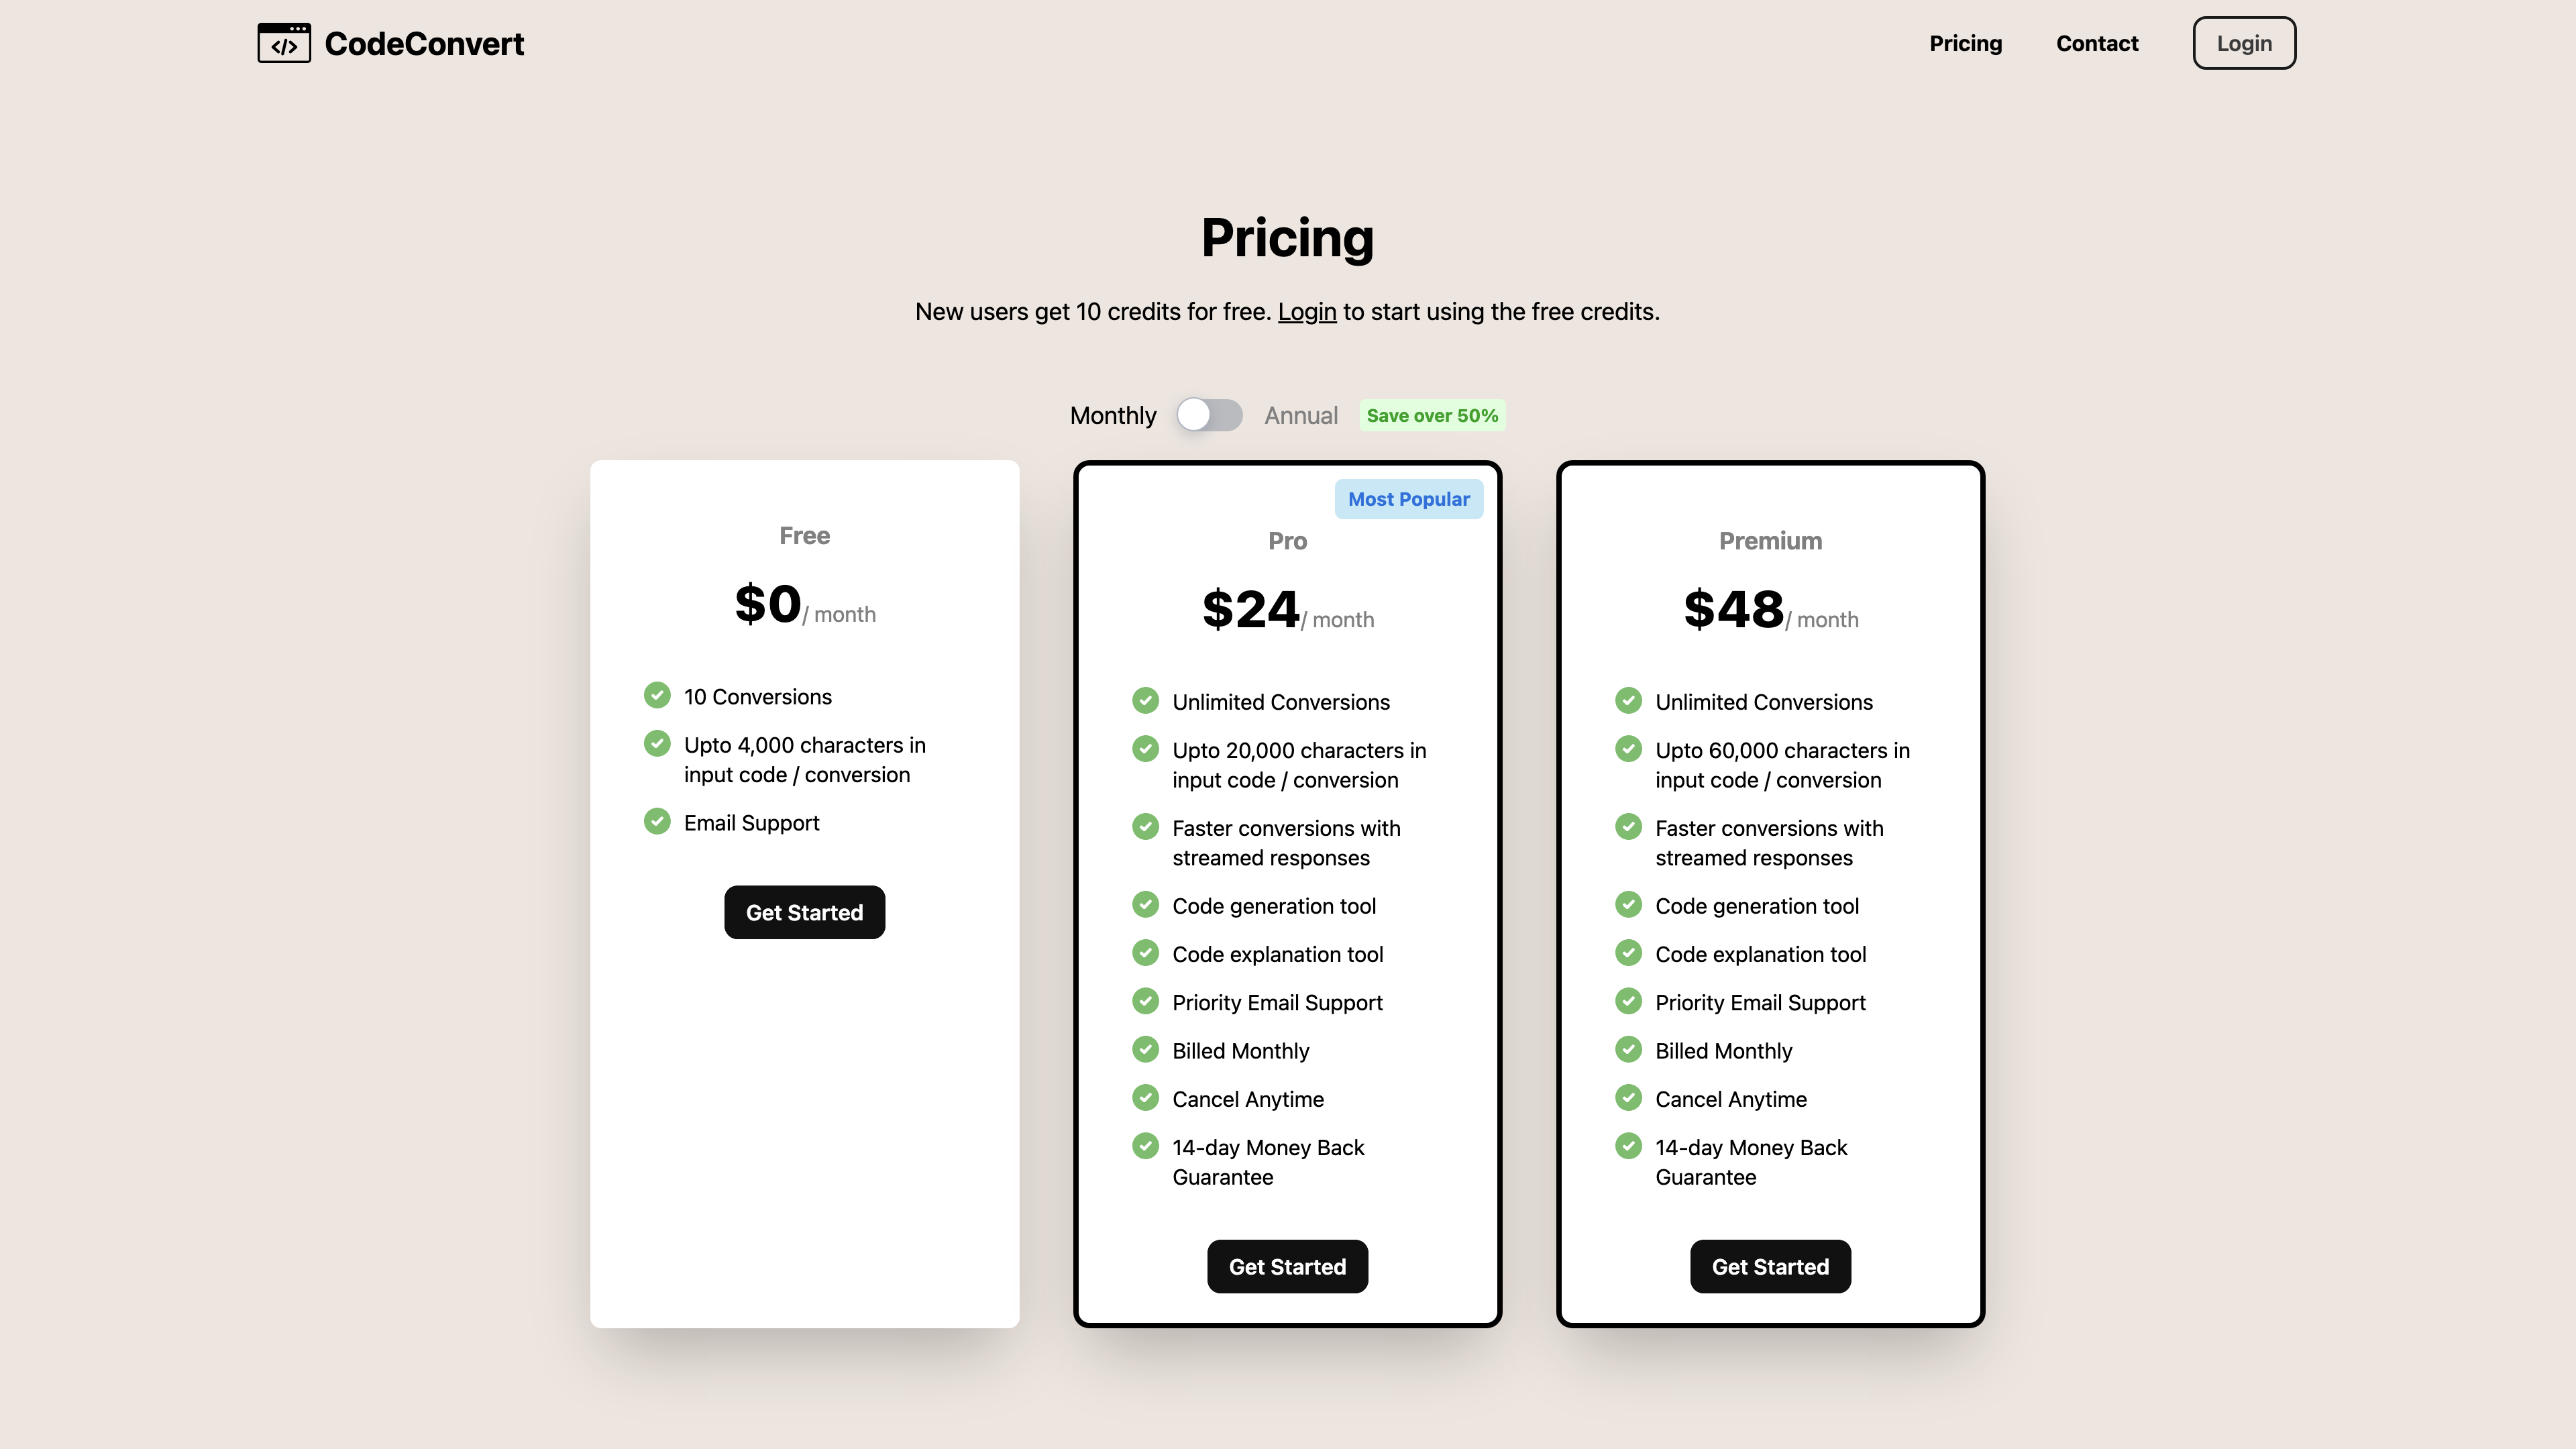 </> CodeConvert
Pricing
Contact
Login
Pricing
New users get 10 credits for free. Login to start using the free credits.
Monthly
Annual
Save over 50%
Free
$0/ month
10 Conversions
Upto 4,000 characters in
input code / conversion
Email Support
Get Started
Most Popular
Pro
$24/ month
Unlimited Conversions
Upto 20,000 characters in
input code / conversion
Faster conversions with
streamed responses
Code generation tool
Code explanation tool
Priority Email Support
Billed Monthly
Cancel Anytime
14-day Money Back
Guarantee
Get Started
Premium
$48/ month
Unlimited Conversions
Upto 60,000 characters in
input code / conversion
Faster conversions with
streamed responses
Code generation tool
Code explanation tool
Priority Email Support
Billed Monthly
Cancel Anytime
14-day Money Back
Guarantee
Get Started